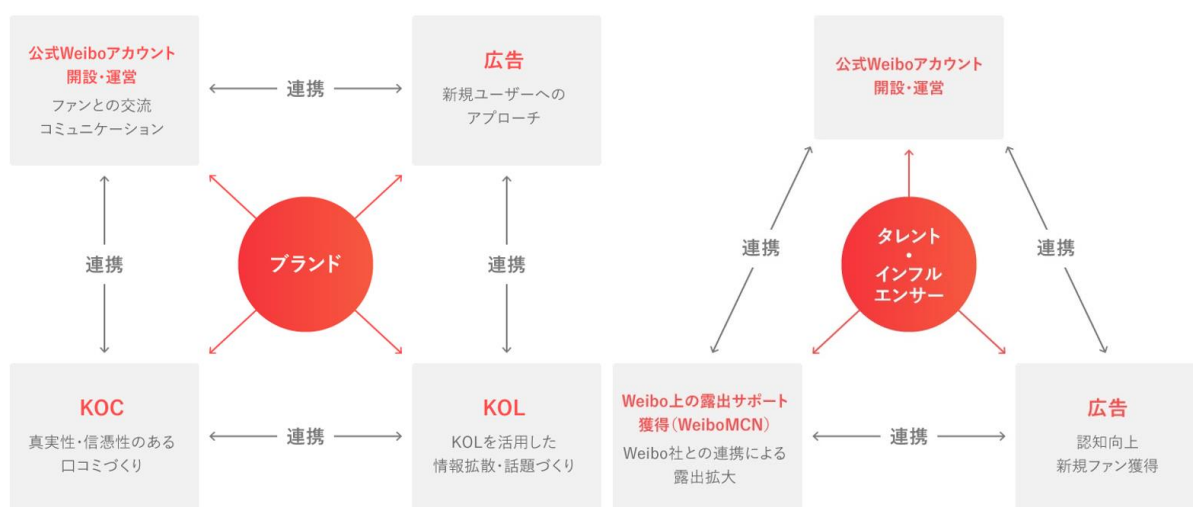 公式Weiboアカウント
開設・運営
ファンとの交流
コミュニケーション
連携
広告
新規ユーザーへの
アプローチ
連携
ブランド
連携
KOC
真実性・信憑性のある
口コミづくり
連携
KOL
KOLを活用した
情報拡散・話題づくり
公式Weiboアカウント
開設・運営
連携
タレント
・
インフル
エンサー
連携
Weibo上の露出サポート
獲得（WeiboMCN）
Weibo社との連携による
露出拡大
連携
広告
認知向上
新規ファン獲得